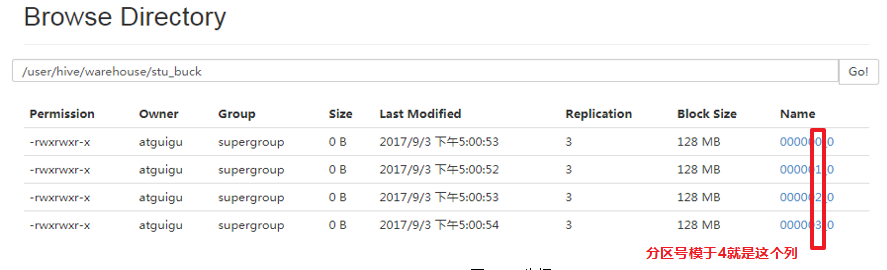 Browse Directory
/user/hive/warehouse/stu_buck Go!
Permission Owner Group Size Last Modified Replication Block Size Name
-rwxrwxr-x atguigu supergroup 0 B 2017/9/3 下午5:00:53 3 128 MB 000000_0
-rwxrwxr-x atguigu supergroup 0 B 2017/9/3 下午5:00:52 3 128 MB 000001_0
-rwxrwxr-x atguigu supergroup 0 B 2017/9/3 下午5:00:53 3 128 MB 000002_0
-rwxrwxr-x atguigu supergroup 0 B 2017/9/3 下午5:00:54 3 128 MB 000003_0
分区号模于4就是这个列